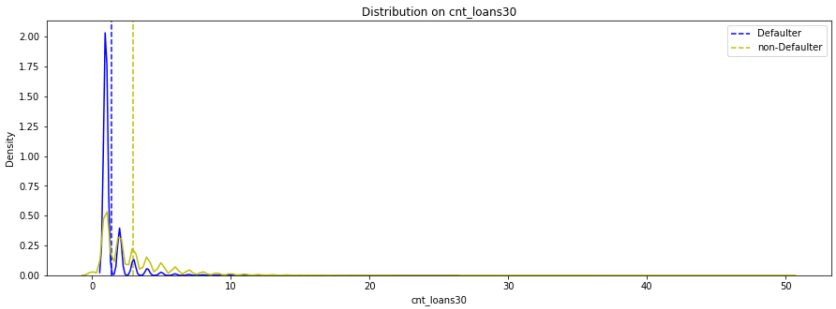 Distribution on cnt_loans30
Defaulter
non-Defaulter
2.00
1.75
1.50
1.25
1.00
0.75
0.50
0.25
0.00
Density
0 10 20 30 40 50
cnt_loans30